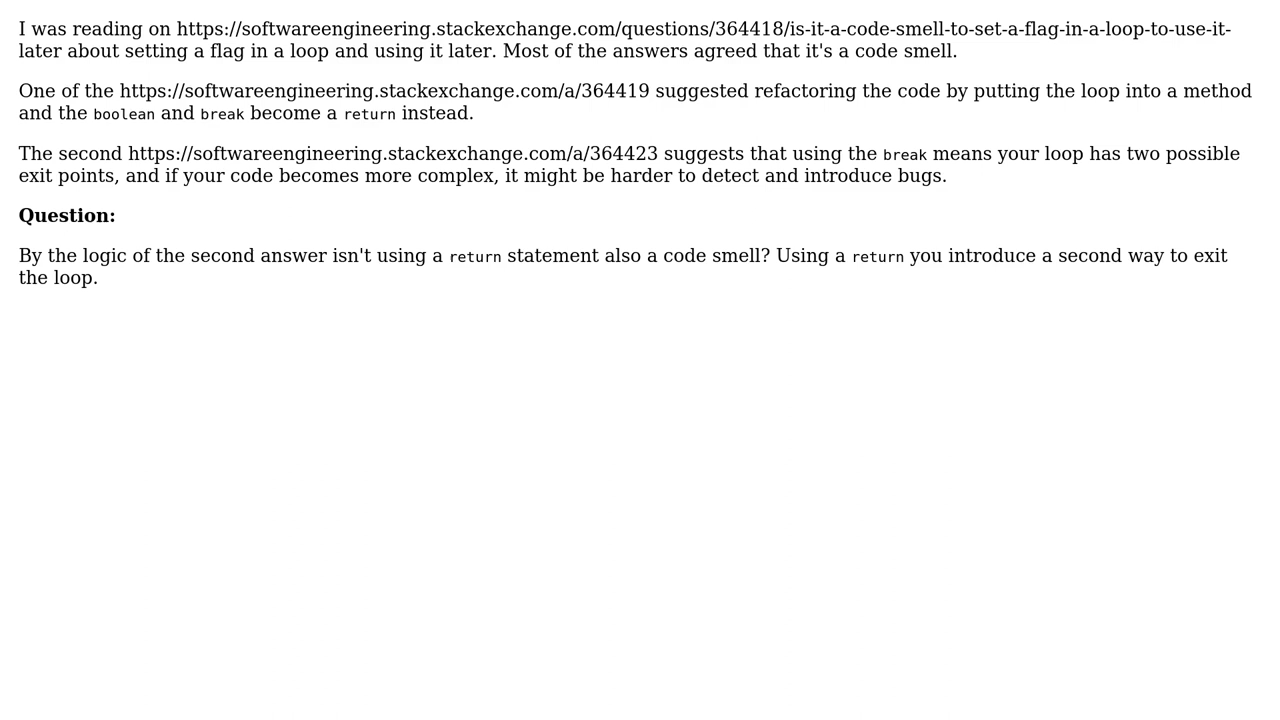 I was reading on https://softwareengineering.stackexchange.com/questions/364418/is-it-a-code-smell-to-set-a-flag-in-a-loop-to-use-it-
later about setting a flag in a loop and using it later. Most of the answers agreed that it's a code smell.
One of the https://softwareengineering.stackexchange.com/a/364419 suggested refactoring the code by putting the loop into a method
and the boolean and break become a return instead.
The second https://softwareengineering.stackexchange.com/a/364423 suggests that using the break means your loop has two possible
exit points, and if your code becomes more complex, it might be harder to detect and introduce bugs.
Question:
By the logic of the second answer isn't using a return statement also a code smell? Using a return you introduce a second way to exit
the loop.